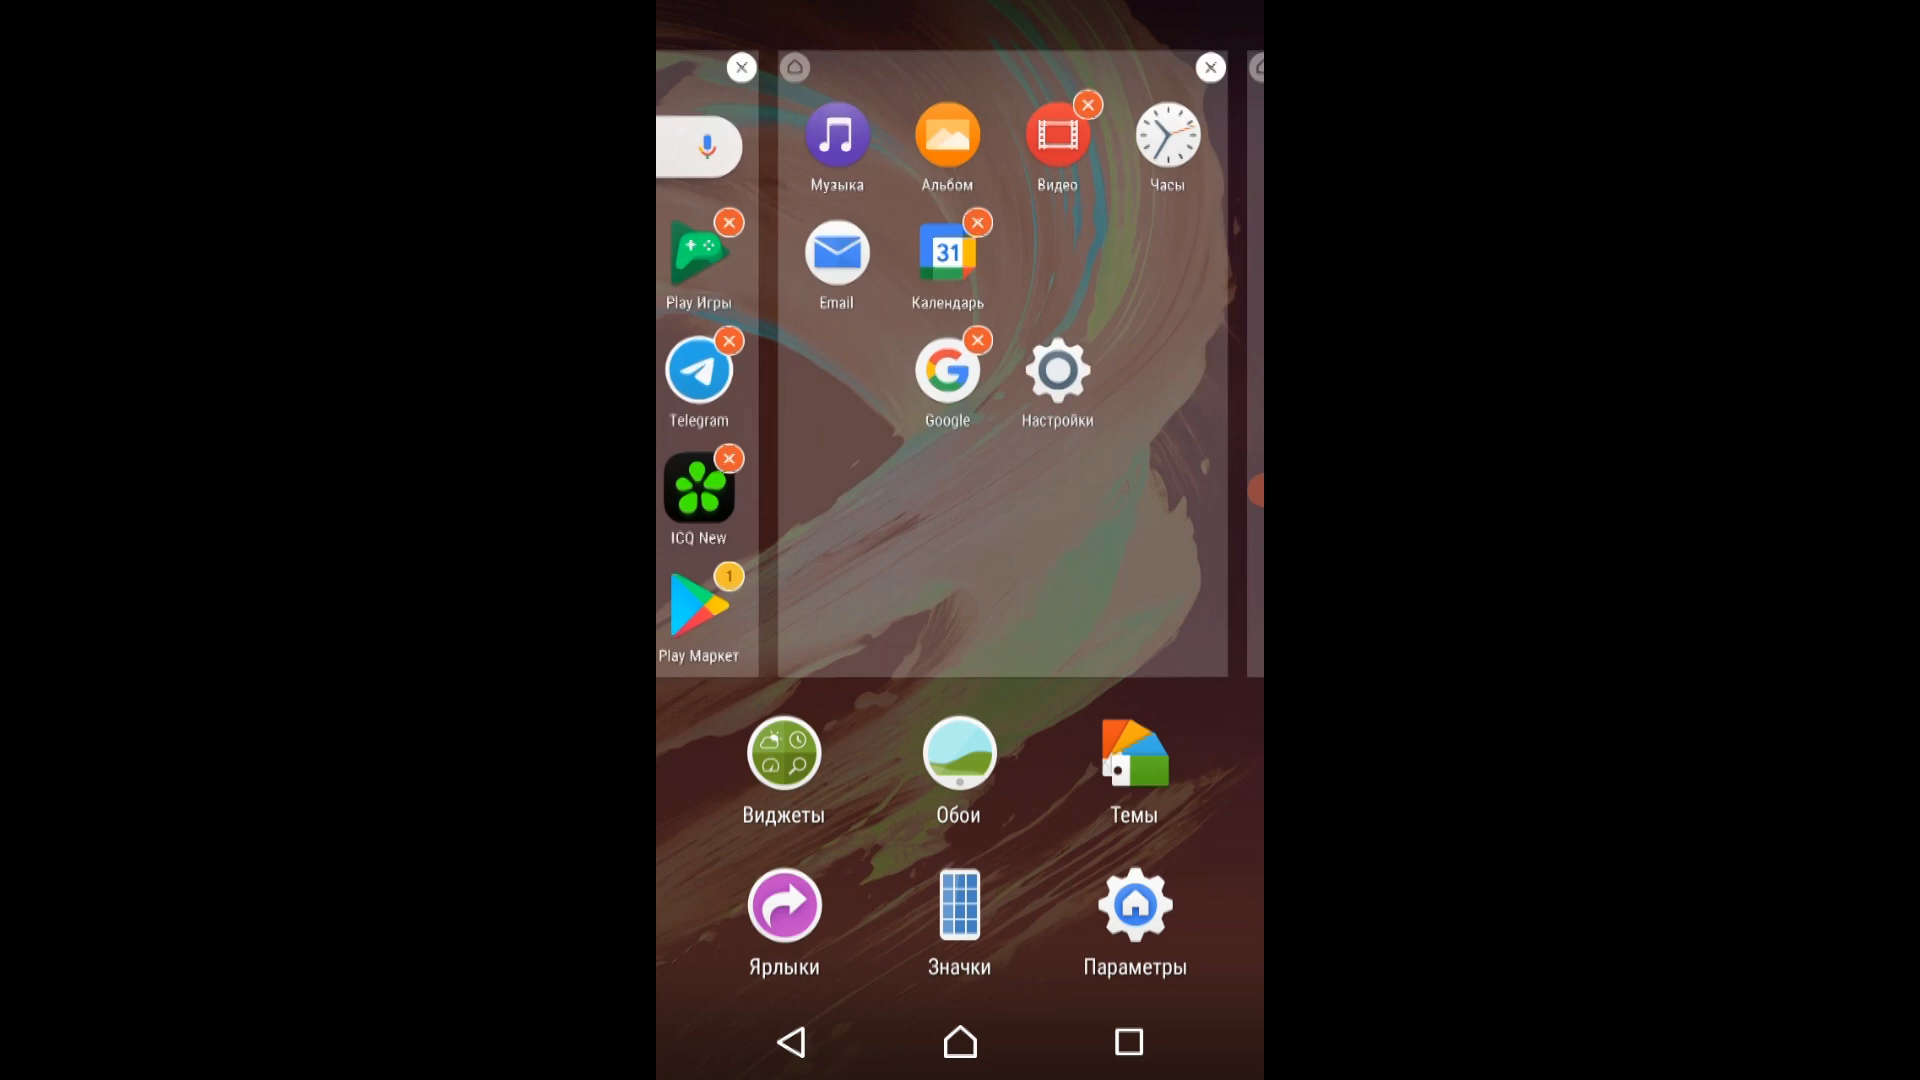 Музыка
Альбом
Видео
Часы
Play Игры
Email
31
Календарь
Telegram
Google
Настройки
ICQ New
1
Play Маркет
Виджеты
Обои
Темы
Ярлыки
Значки
Параметры